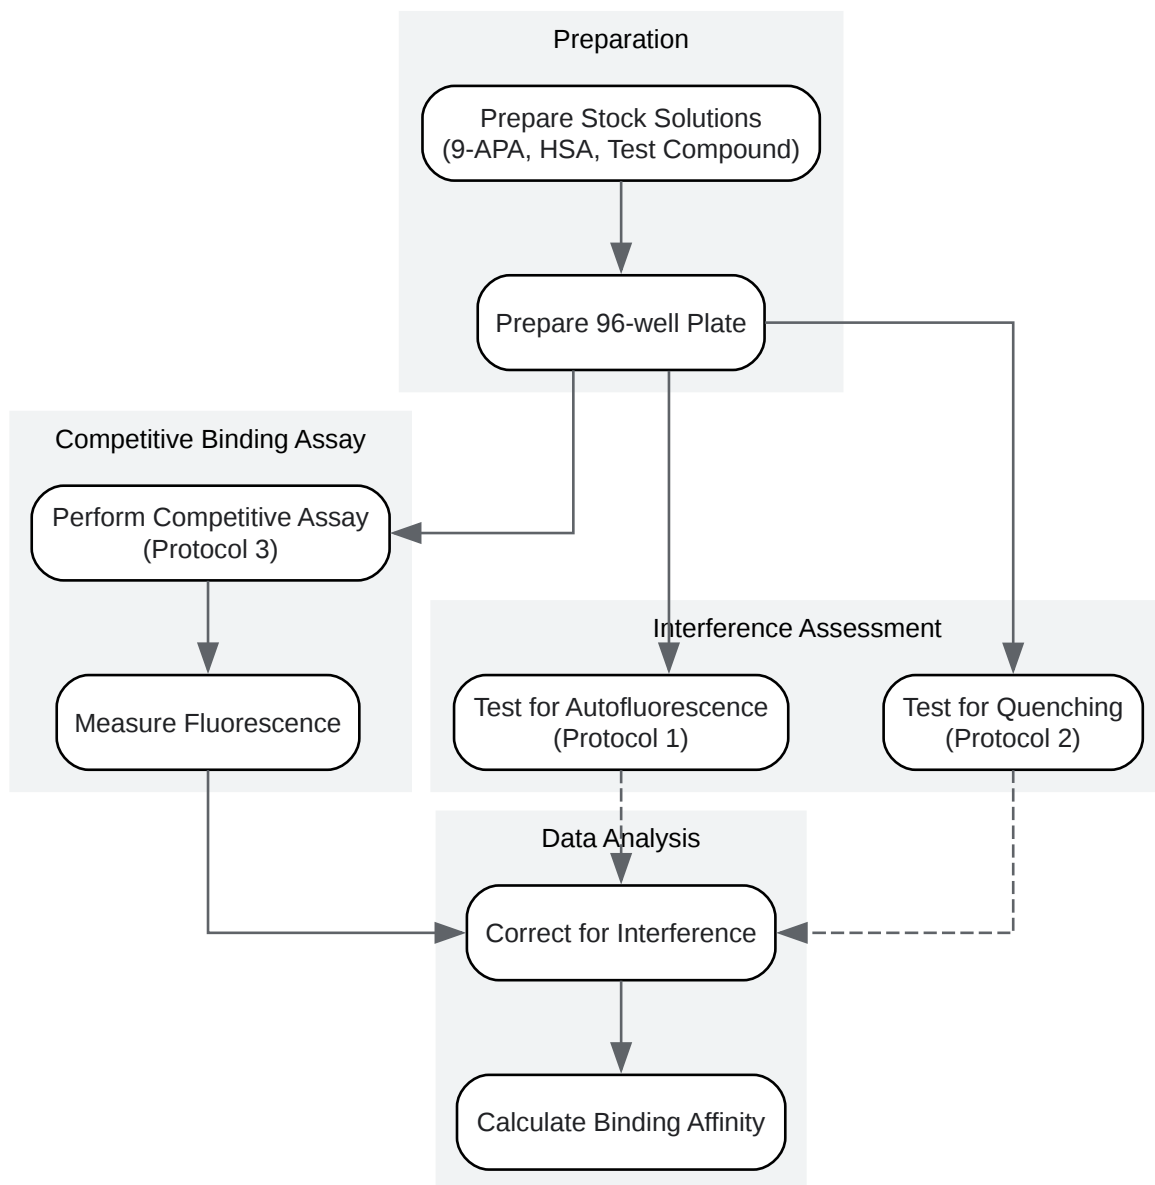 Preparation
Prepare Stock Solutions
(9-APA, HSA, Test Compound)
Prepare 96-well Plate
Competitive Binding Assay
Perform Competitive Assay
(Protocol 3)
Measure Fluorescence
Interference Assessment
Test for Autofluorescence
(Protocol 1)
Test for Quenching
(Protocol 2)
Data Analysis
Correct for Interference
Calculate Binding Affinity